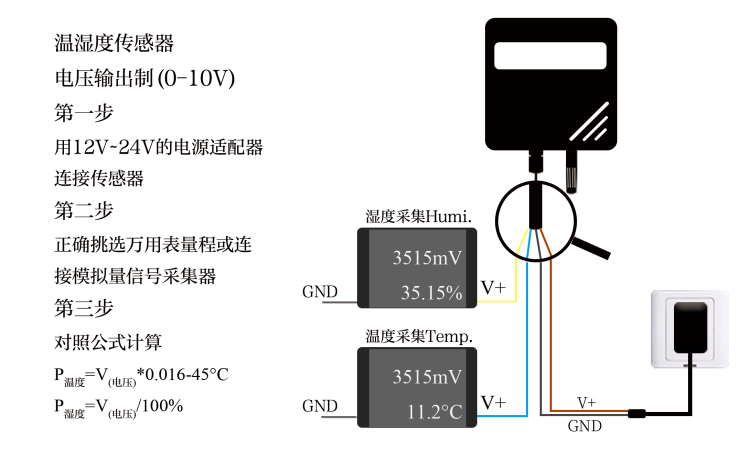 温湿度传感器
电压输出制(0-10V)
第一步
用12V~24V的电源适配器
连接传感器
第二步
正确挑选万用表量程或连
接模拟量信号采集器
第三步
对照公式计算
P温度=V(电压)*0.016-45°C
P湿度=V(电压)/100%
湿度采集Humi.
3515mV
35.15%
GND
V+
温度采集Temp.
3515mV
11.2°C
GND
V+
V+
GND